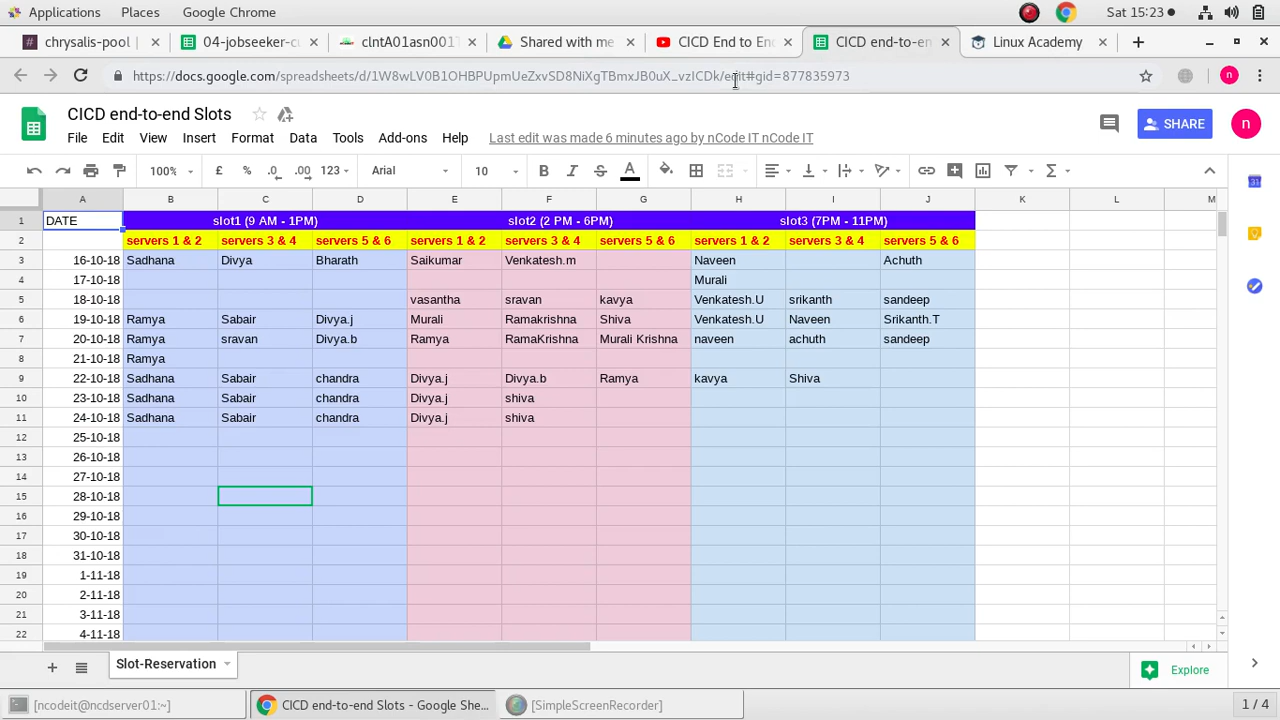 Applications Places Google Chrome Sat 15:23
chrysalis-pool 04-jobseeker-c clntA01asn001T Shared with me CICD End to En CICD end-to-en Linux Academy
https://docs.google.com/spreadsheets/d/1W8wLV0B1OHBPUpmUeZxvSD8NiXgTBmxJB0uX_vzICDk/edit#gid=877835973 n
CICD end-to-end Slots
File Edit View Insert Format Data Tools Add-ons Help Last edit was made 6 minutes ago by nCode IT nCode IT SHARE n
100% £ % .0 .00 123 Arial 10 B I S A
A B C D E F G H I J K L M
1 DATE slot1 (9 AM - 1PM) slot2 (2 PM - 6PM) slot3 (7PM - 11PM)
2 servers 1 & 2 servers 3 & 4 servers 5 & 6 servers 1 & 2 servers 3 & 4 servers 5 & 6 servers 1 & 2 servers 3 & 4 servers 5 & 6
3 16-10-18 Sadhana Divya Bharath Saikumar Venkatesh.m Naveen Achuth
4 17-10-18 Murali
5 18-10-18 vasantha sravan kavya Venkatesh.U srikanth sandeep
6 19-10-18 Ramya Sabair Divya.j Murali Ramakrishna Shiva Venkatesh.U Naveen Srikanth.T
7 20-10-18 Ramya sravan Divya.b Ramya RamaKrishna Murali Krishna naveen achuth sandeep
8 21-10-18 Ramya
9 22-10-18 Sadhana Sabair chandra Divya.j Divya.b Ramya kavya Shiva
10 23-10-18 Sadhana Sabair chandra Divya.j shiva
11 24-10-18 Sadhana Sabair chandra Divya.j shiva
12 25-10-18
13 26-10-18
14 27-10-18
15 28-10-18
16 29-10-18
17 30-10-18
18 31-10-18
19 1-11-18
20 2-11-18
21 3-11-18
22 4-11-18
Slot-Reservation Explore
[ncodeit@ncdserver01:~] CICD end-to-end Slots - Google She... [SimpleScreenRecorder] 1 / 4